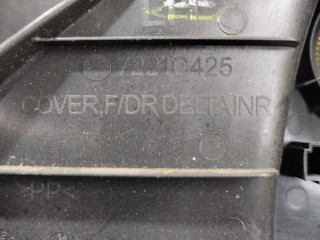 72210425
COVER,F/DR DELTA INR
>PP<